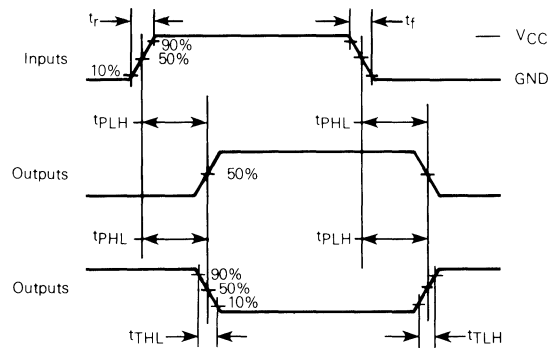 tr
tf
VCC
90%
Inputs
50%
10%
GND
tPLH
tPHL
Outputs
50%
tPHL
tPLH
90%
Outputs
50%
10%
tTHL
tTLH